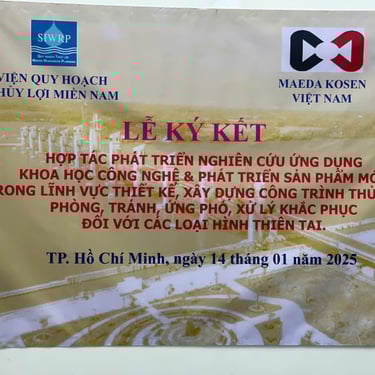 SIWRP
VIỆN QUY HOẠCH
THỦY LỢI MIỀN NAM
MAEDA KOSEN
VIỆT NAM
LỄ KÝ KẾT
HỢP TÁC PHÁT TRIỂN NGHIÊN CỨU ỨNG DỤNG
KHOA HỌC CÔNG NGHỆ & PHÁT TRIỂN SẢN PHẨM MỚ
RONG LĨNH VỰC THIẾT KẾ, XÂY DỰNG CÔNG TRÌNH THỦ
PHÒNG, TRÁNH, ỨNG PHÓ, XỬ LÝ KHẮC PHỤC
ĐỐI VỚI CÁC LOẠI HÌNH THIÊN TAI.
TP. Hồ Chí Minh, ngày 14 tháng 01 năm 2025